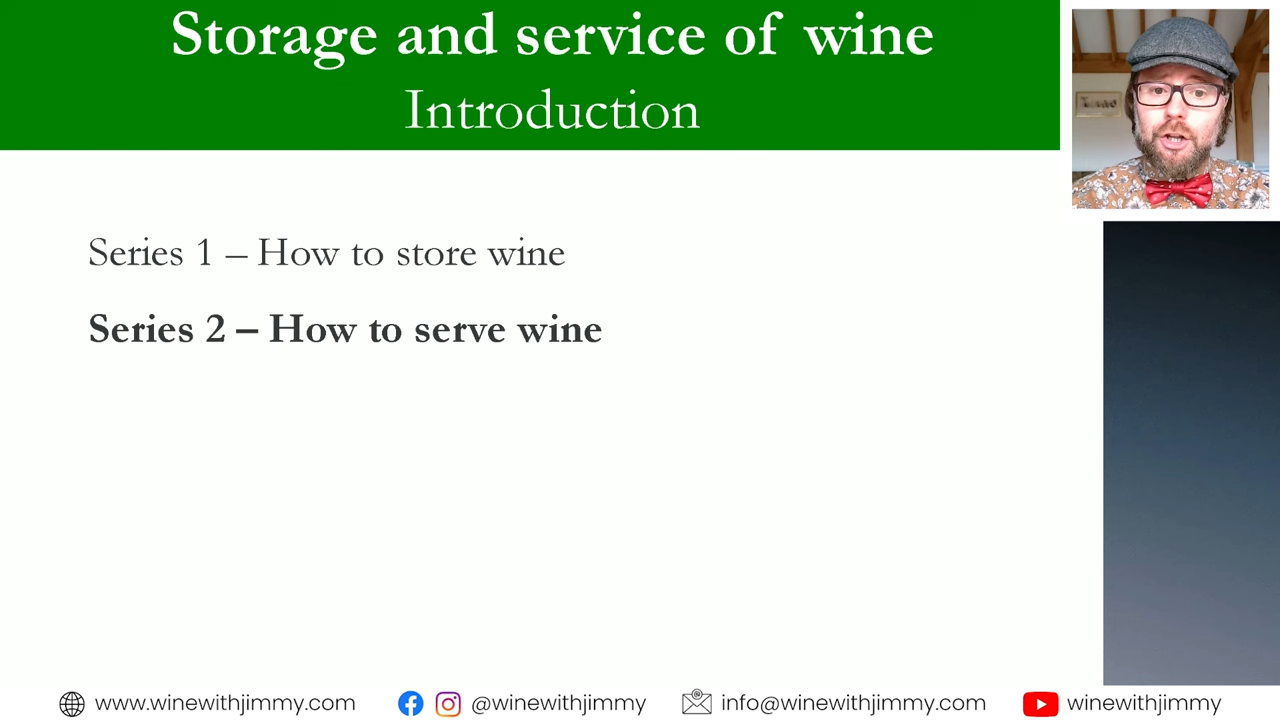 Storage and service of wine
Introduction
Series 1 – How to store wine
Series 2 – How to serve wine
www.winewithjimmy.com @winewithjimmy info@winewithjimmy.com winewithjimmy